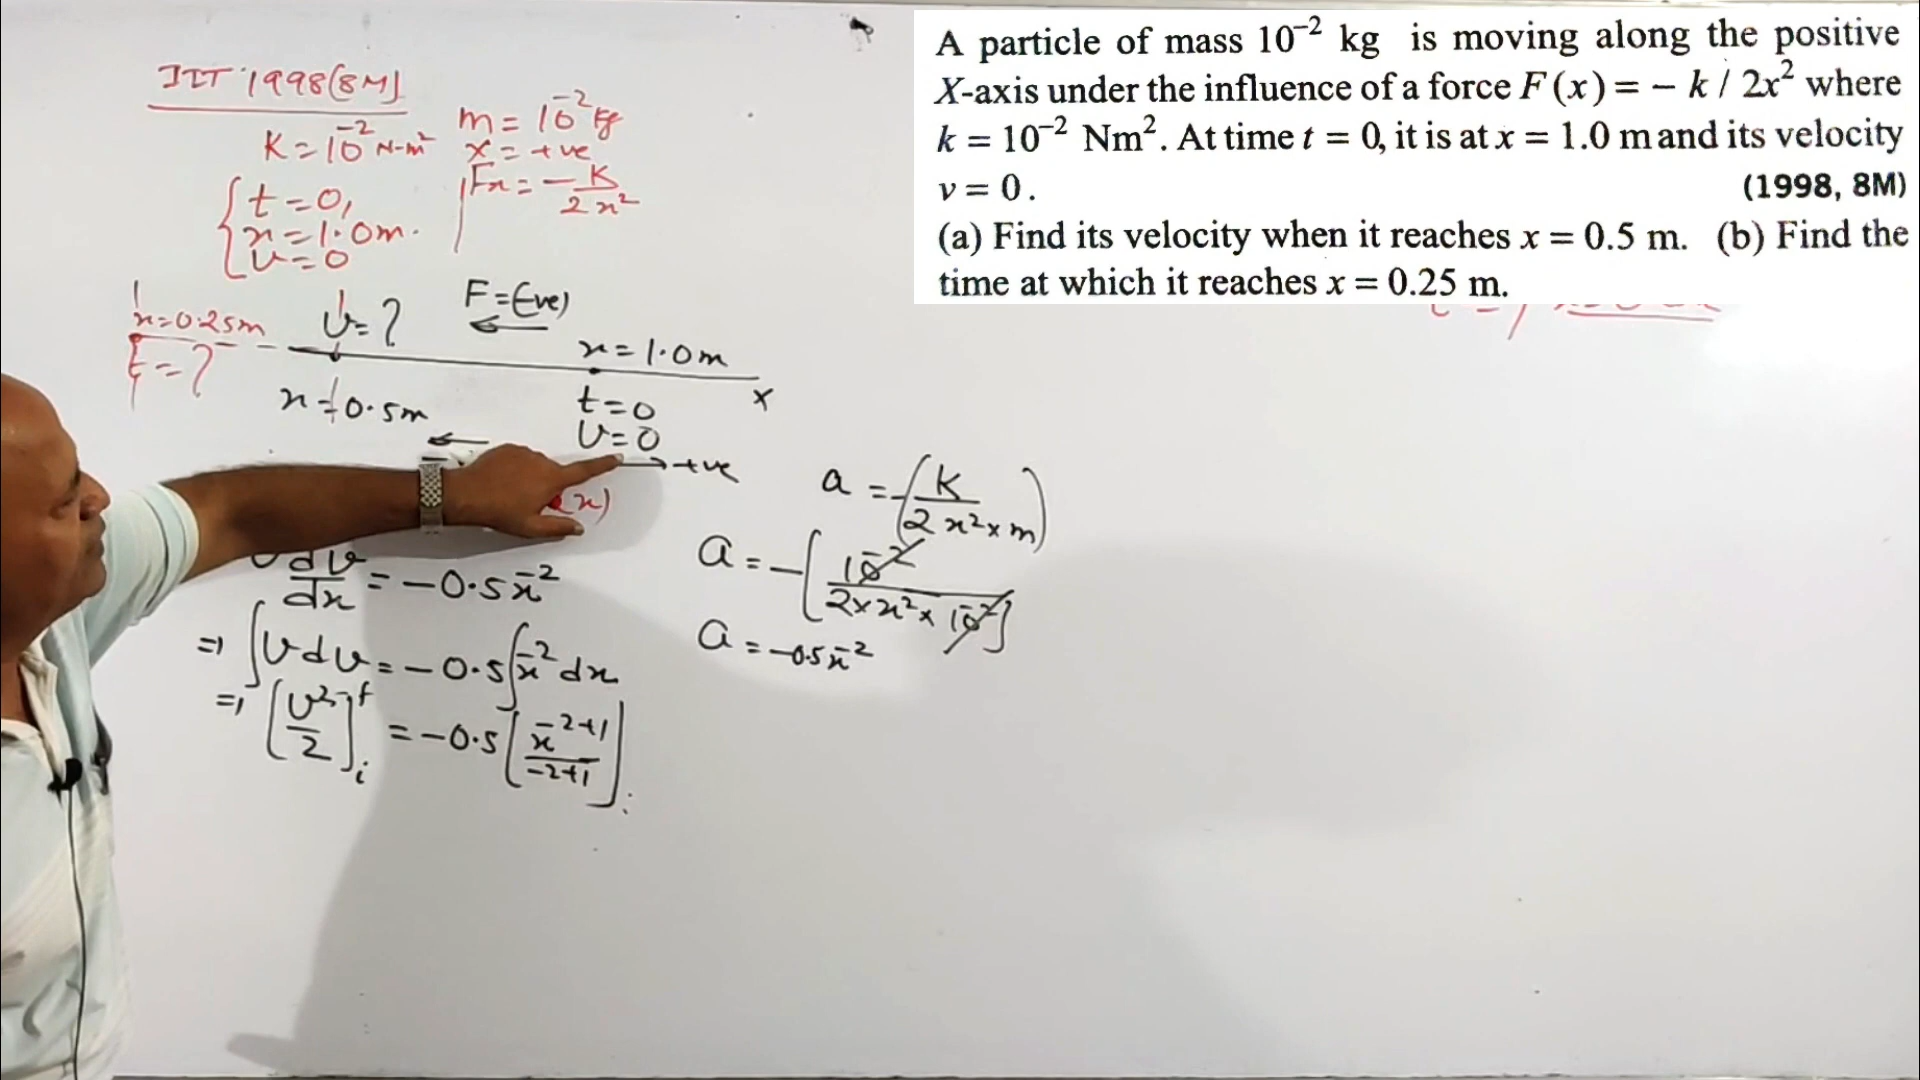 A particle of mass 10⁻² kg is moving along the positive
X-axis under the influence of a force F(x) = − k / 2x² where
k = 10⁻² Nm². At time t = 0, it is at x = 1.0 m and its velocity
v = 0. (1998, 8M)
(a) Find its velocity when it reaches x = 0.5 m. (b) Find the
time at which it reaches x = 0.25 m.
IIT 1998(8M)
K = 10⁻² N-m²
t=0,
x=1.0m.
v=0
m = 10⁻² kg
x = +ve
Fx = -K/2x²
x=0.25m
t=?
v=?
F=(-ve)
x=1.0m
x
x=0.5m
t=0
v=0
→+ve
(x)
v dv/dx = -0.5x⁻²
⇒ ∫v dv = -0.5∫x⁻² dx
⇒ [v²/2]ᶠᵢ = -0.5[x⁻²⁺¹/-2+1]
a = -(K/2x²×m)
a = -[10⁻²/2×x²×10⁻²]
a = -0.5x⁻²